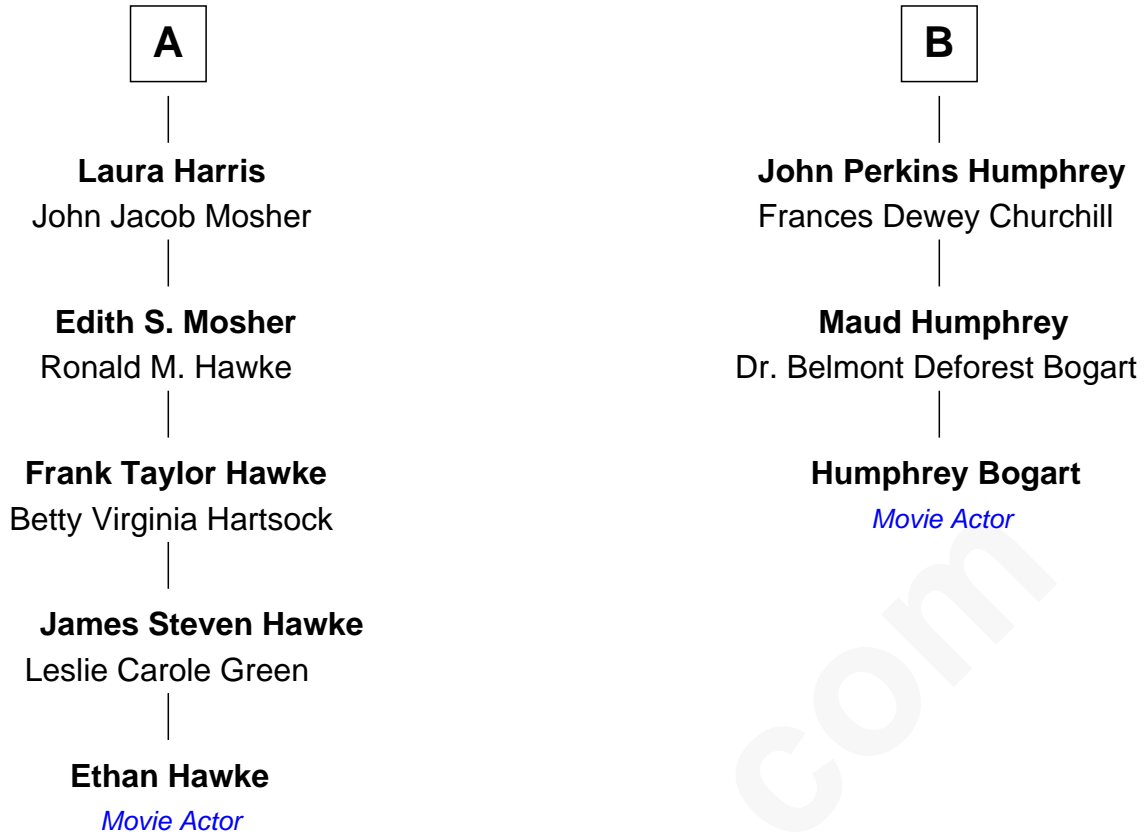 A
Laura Harris
John Jacob Mosher
Edith S. Mosher
Ronald M. Hawke
Frank Taylor Hawke
Betty Virginia Hartsock
James Steven Hawke
Leslie Carole Green
Ethan Hawke
Movie Actor
B
John Perkins Humphrey
Frances Dewey Churchill
Maud Humphrey
Dr. Belmont Deforest Bogart
Humphrey Bogart
Movie Actor
com